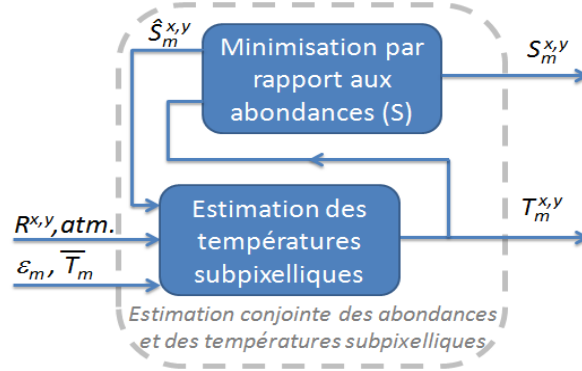 Ŝ_m^{x,y}
Minimisation par
rapport aux
abondances (S)
S_m^{x,y}
R^{x,y},atm.
ε_m, T̅_m
Estimation des
températures
subpixelliques
T_m^{x,y}
Estimation conjointe des abondances
et des températures subpixelliques